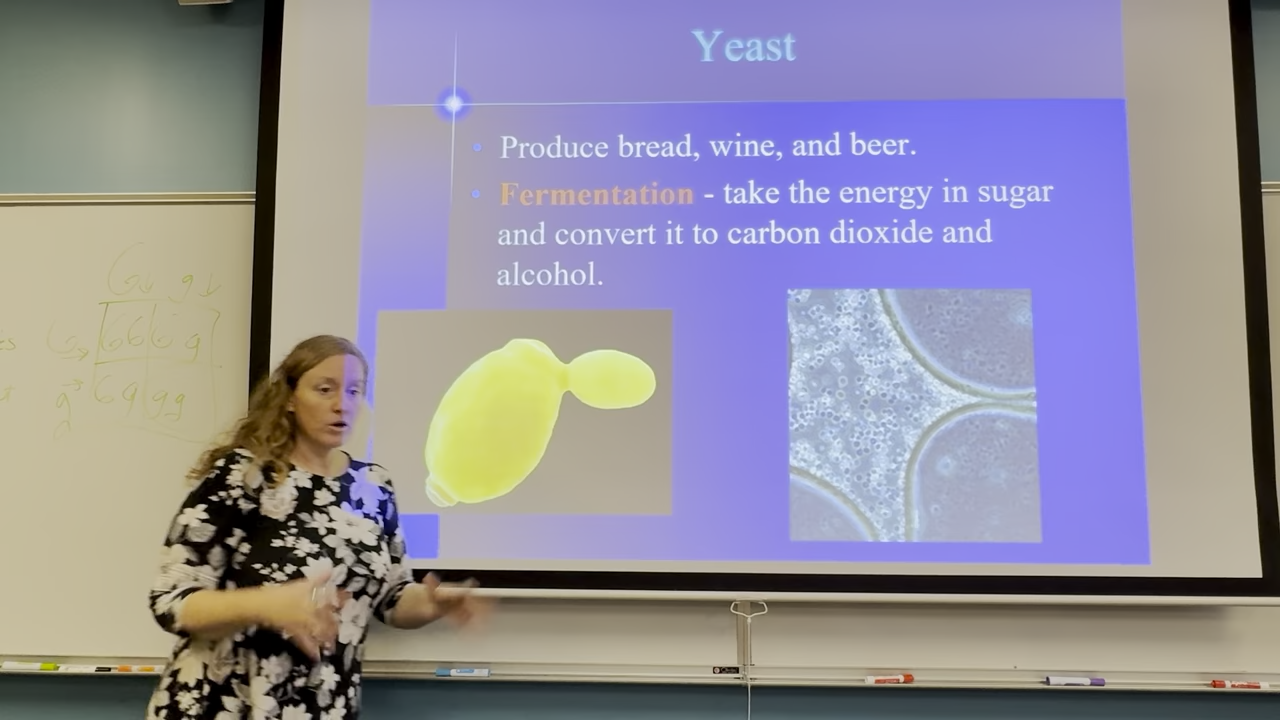 Yeast
• Produce bread, wine, and beer.
• Fermentation - take the energy in sugar
and convert it to carbon dioxide and
alcohol.